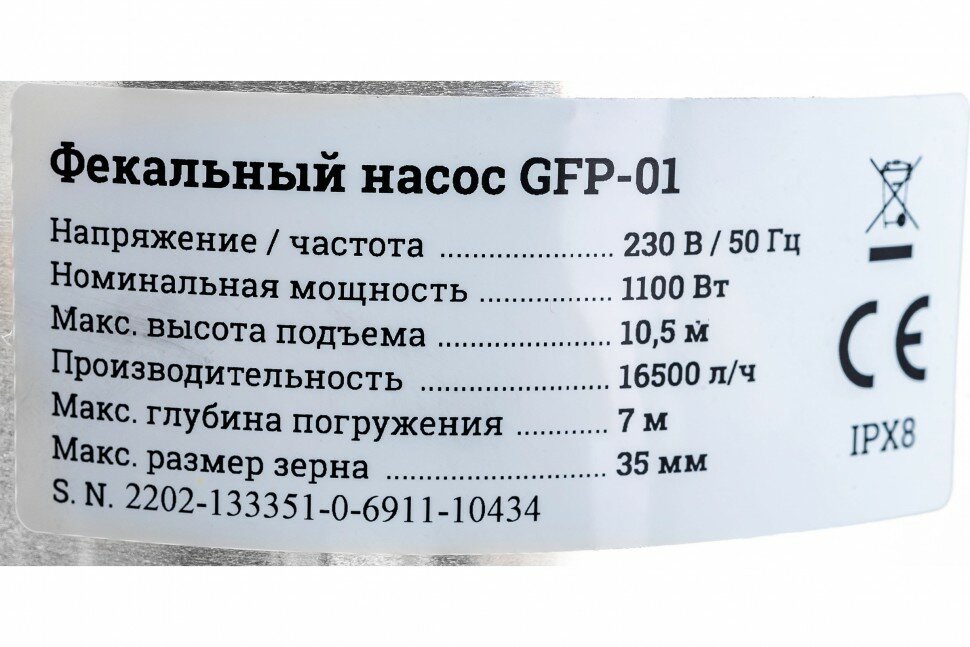 Фекальный насос GFP-01
Напряжение / частота ........................ 230 В / 50 Гц
Номинальная мощность ................... 1100 Вт
Макс. высота подъема ........................ 10,5 м
Производительность .......................... 16500 л/ч
Макс. глубина погружения ............. 7 м
Макс. размер зерна .............................. 35 мм
S. N. 2202-133351-0-6911-10434
CE
IPX8